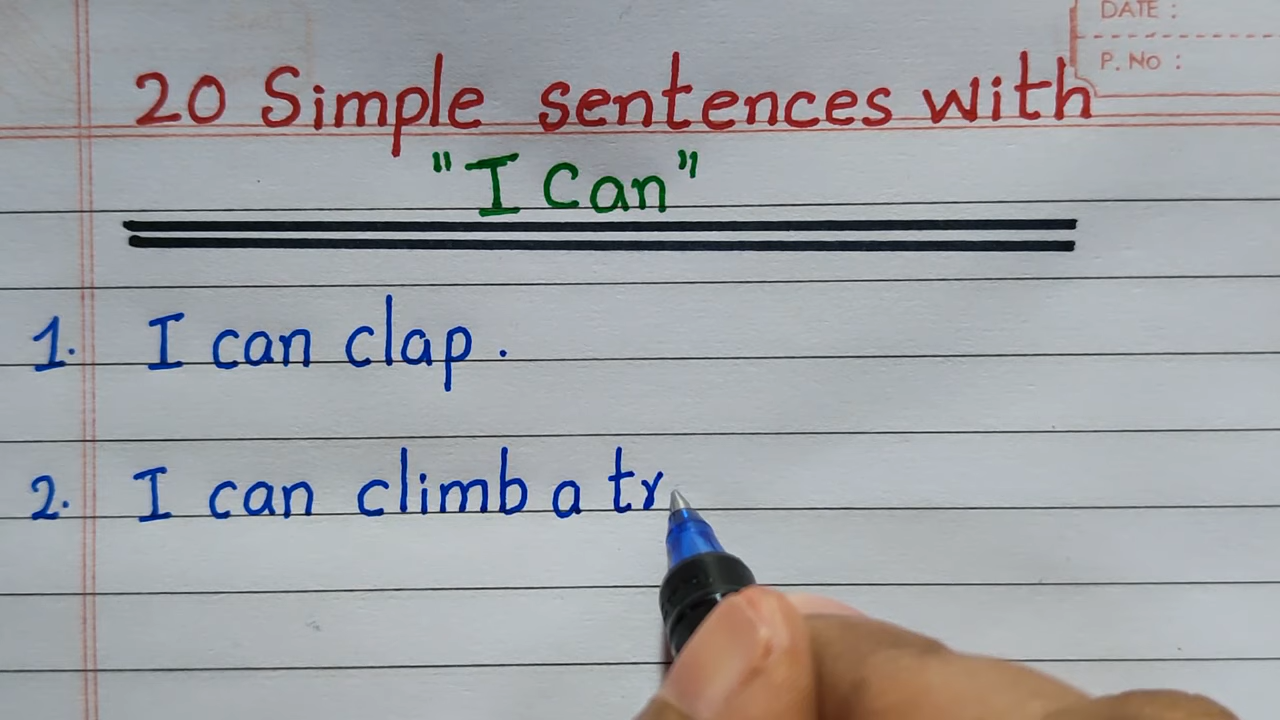 DATE :
P. No :
20 Simple sentences with
"I Can"
1. I can clap.
2. I can climb a tr